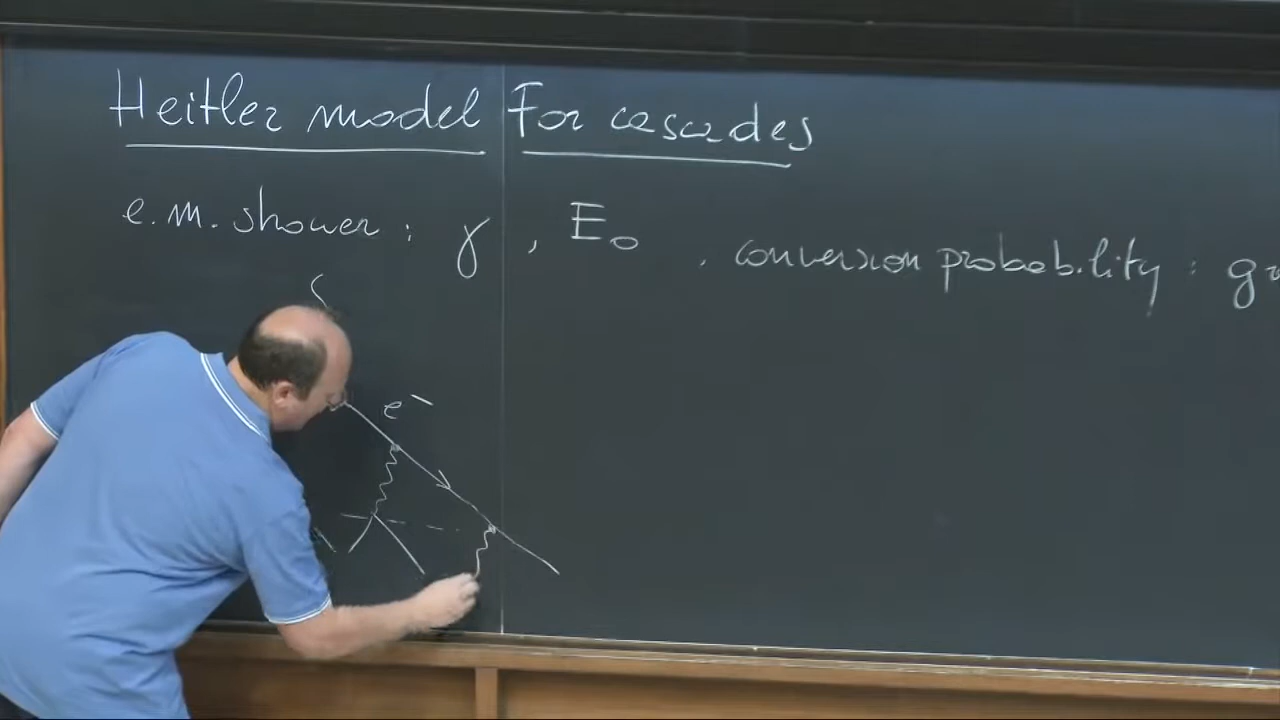 Heitler model for cascades
e.m. shower : γ , E₀ , conversion probability :
e⁻